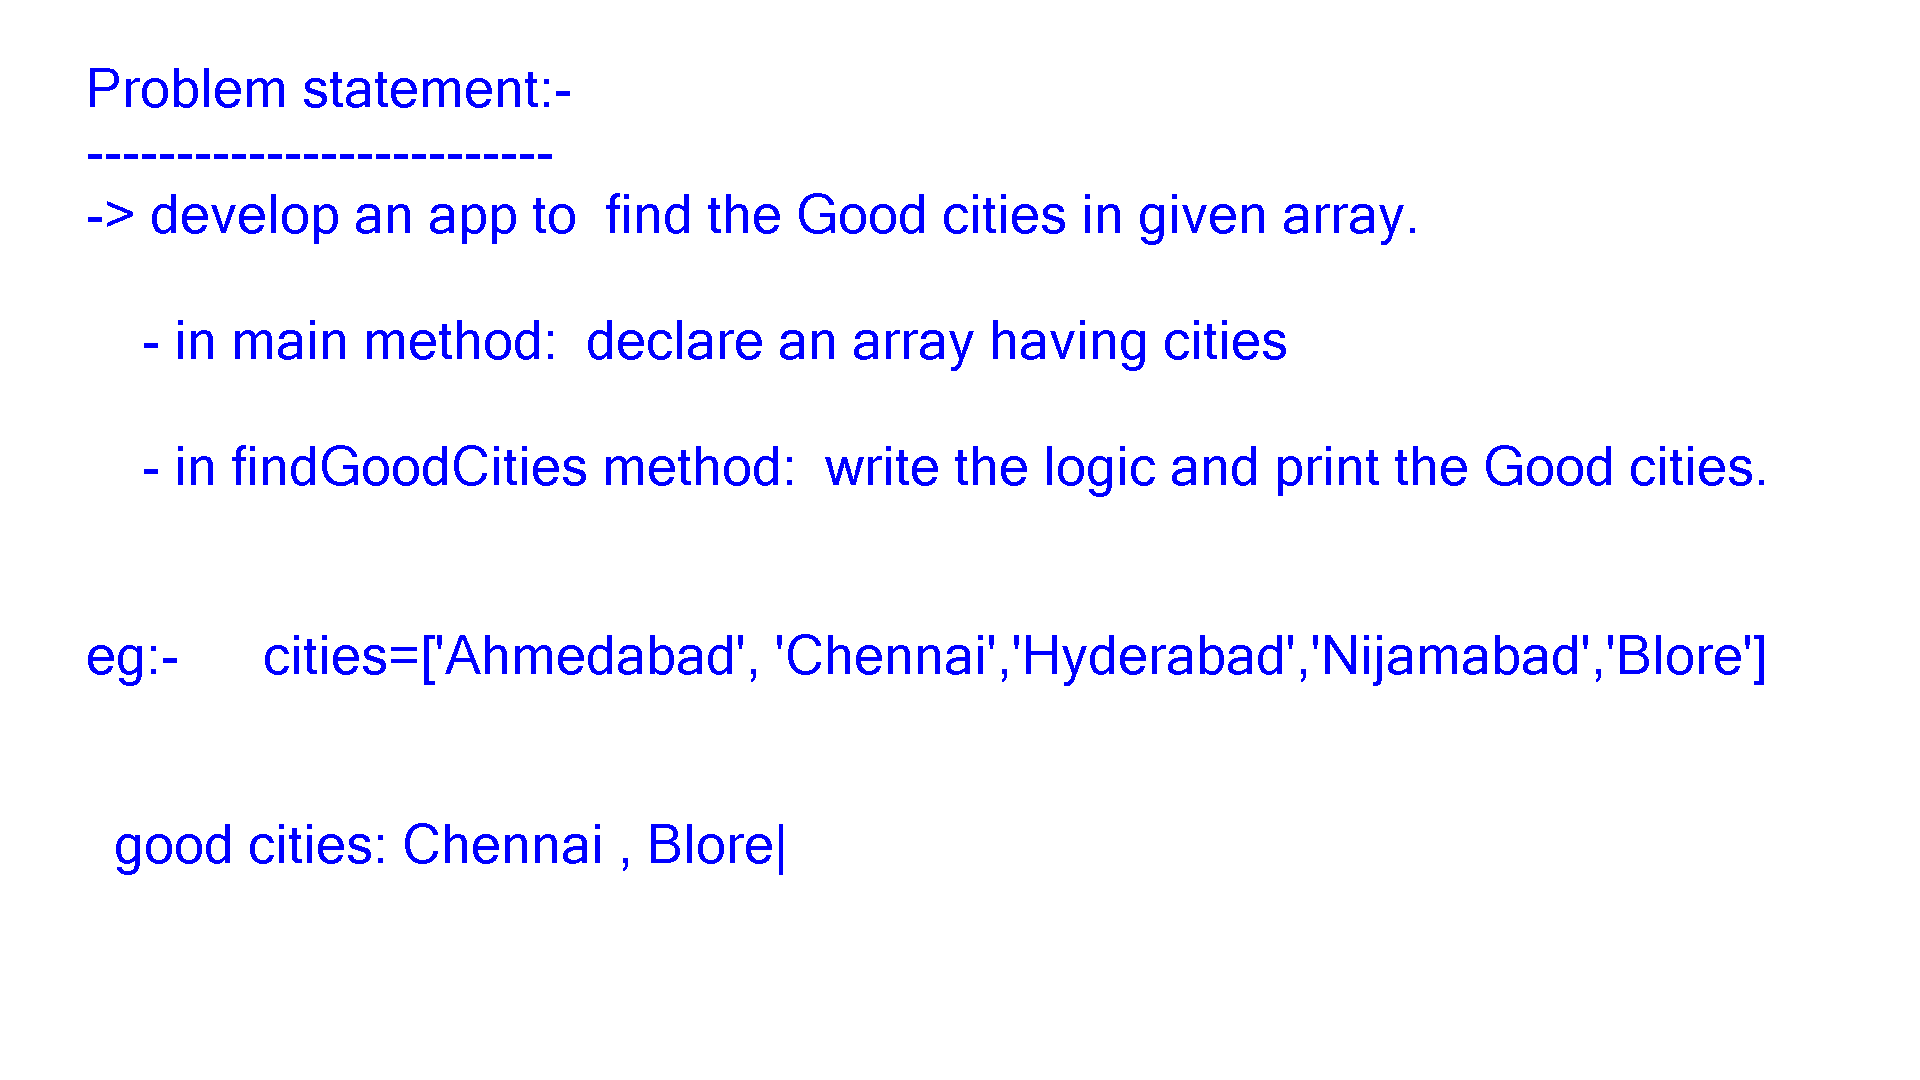 Problem statement:-
--------------------------
-> develop an app to  find the Good cities in given array.
- in main method:  declare an array having cities
- in findGoodCities method:  write the logic and print the Good cities.
eg:-      cities=['Ahmedabad', 'Chennai','Hyderabad','Nijamabad','Blore']
good cities: Chennai , Blore